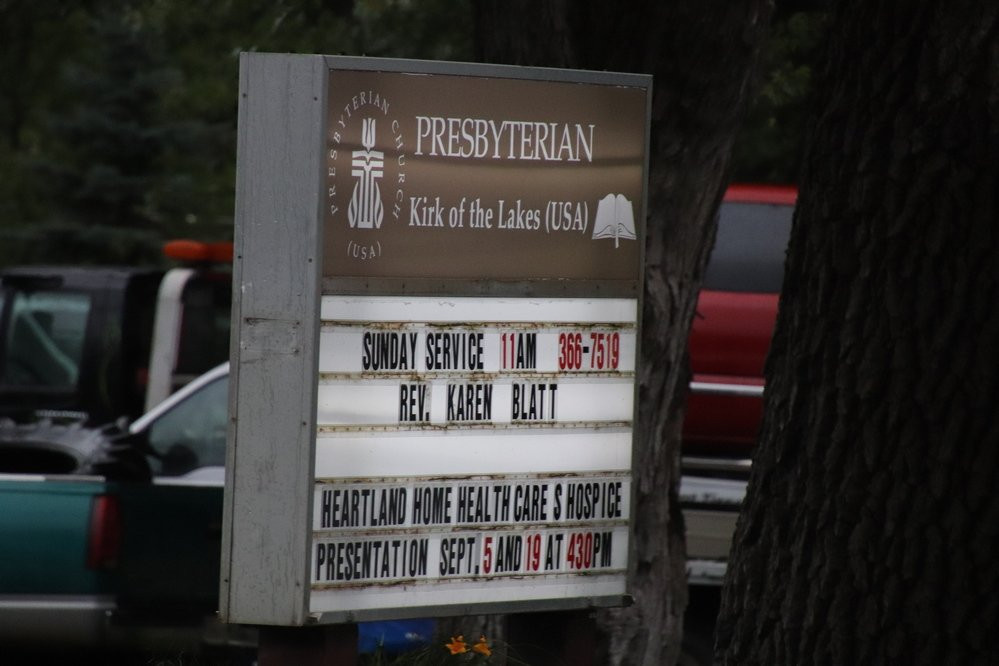 PRESBYTERIAN CHURCH
(USA)
PRESBYTERIAN
Kirk of the Lakes (USA)
SUNDAY SERVICE 11AM 366-7519
REV. KAREN BLATT
HEARTLAND HOME HEALTH CARE S HOSPICE
PRESENTATION SEPT. 5 AND 19 AT 430PM